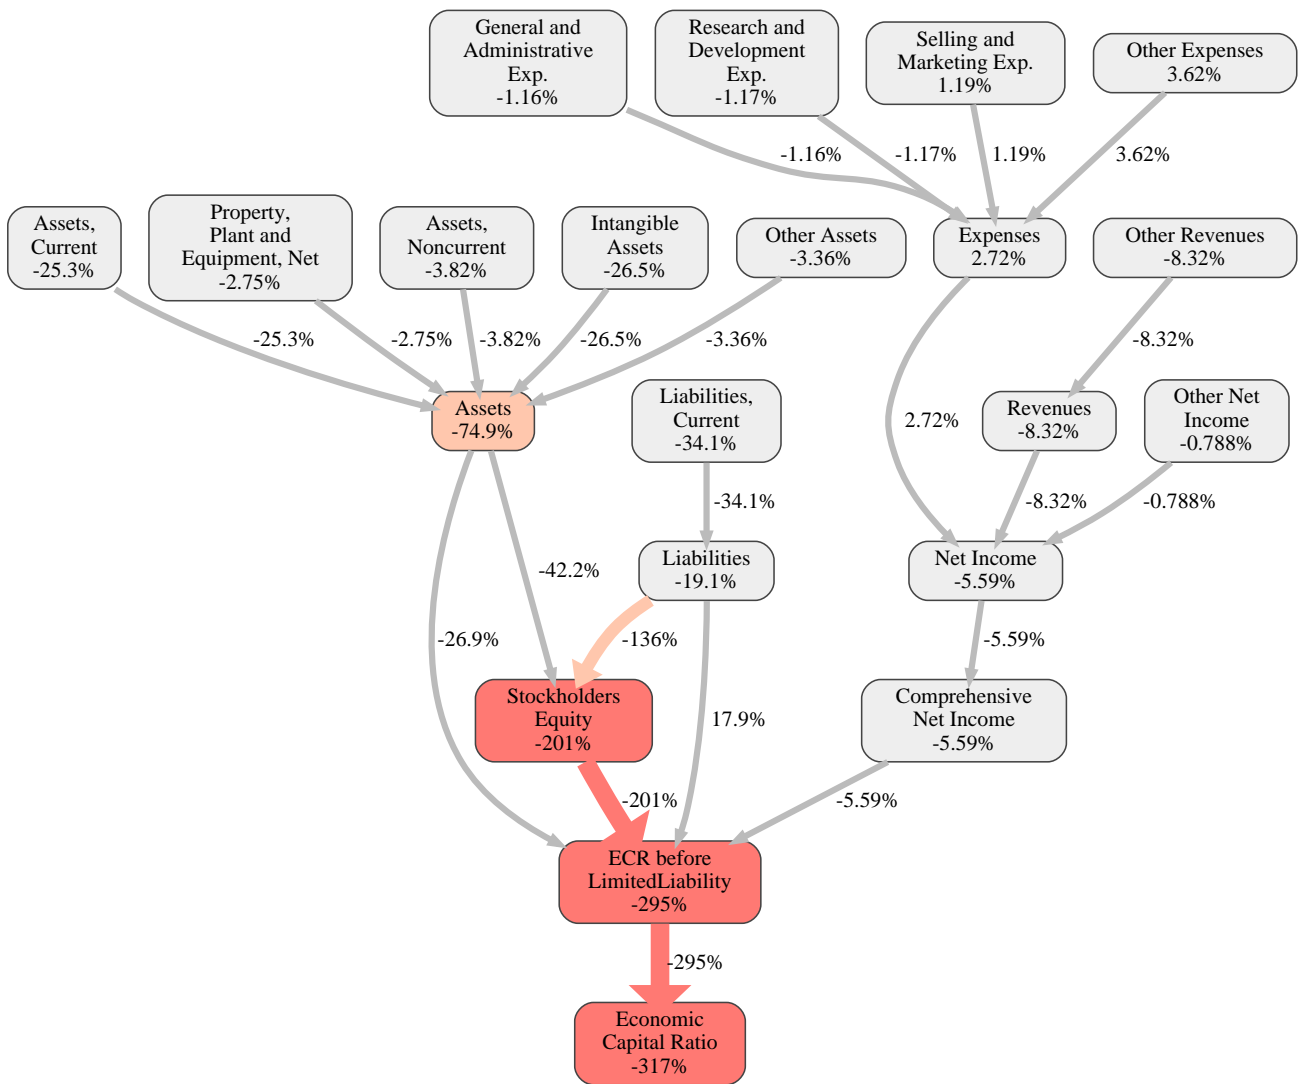 General and
Administrative
Exp.
-1.16%
Research and
Development
Exp.
-1.17%
Selling and
Marketing Exp.
1.19%
Other Expenses
3.62%
-1.16%
-1.17%
1.19%
3.62%
Assets,
Current
-25.3%
Property,
Plant and
Equipment, Net
-2.75%
Assets,
Noncurrent
-3.82%
Intangible
Assets
-26.5%
Other Assets
-3.36%
Expenses
2.72%
Other Revenues
-8.32%
-25.3%
-2.75%
-3.82%
-26.5%
-3.36%
-8.32%
Assets
-74.9%
Liabilities,
Current
-34.1%
2.72%
Revenues
-8.32%
Other Net
Income
-0.788%
-34.1%
-8.32%
-0.788%
-42.2%
Liabilities
-19.1%
Net Income
-5.59%
-26.9%
-136%
-5.59%
Stockholders
Equity
-201%
17.9%
Comprehensive
Net Income
-5.59%
-201%
-5.59%
ECR before
LimitedLiability
-295%
-295%
Economic
Capital Ratio
-317%